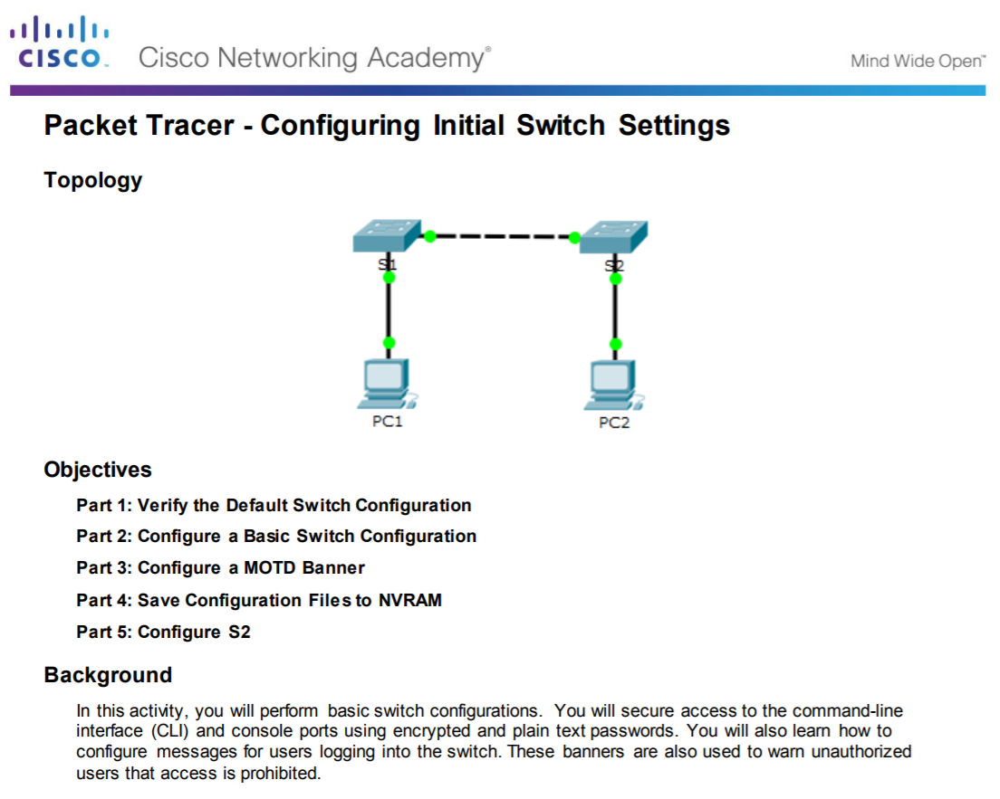 CISCO™
Cisco Networking Academy®
Mind Wide Open™
Packet Tracer - Configuring Initial Switch Settings
Topology
S1
S2
PC1
PC2
Objectives
Part 1: Verify the Default Switch Configuration
Part 2: Configure a Basic Switch Configuration
Part 3: Configure a MOTD Banner
Part 4: Save Configuration Files to NVRAM
Part 5: Configure S2
Background
In this activity, you will perform basic switch configurations. You will secure access to the command-line
interface (CLI) and console ports using encrypted and plain text passwords. You will also learn how to
configure messages for users logging into the switch. These banners are also used to warn unauthorized
users that access is prohibited.